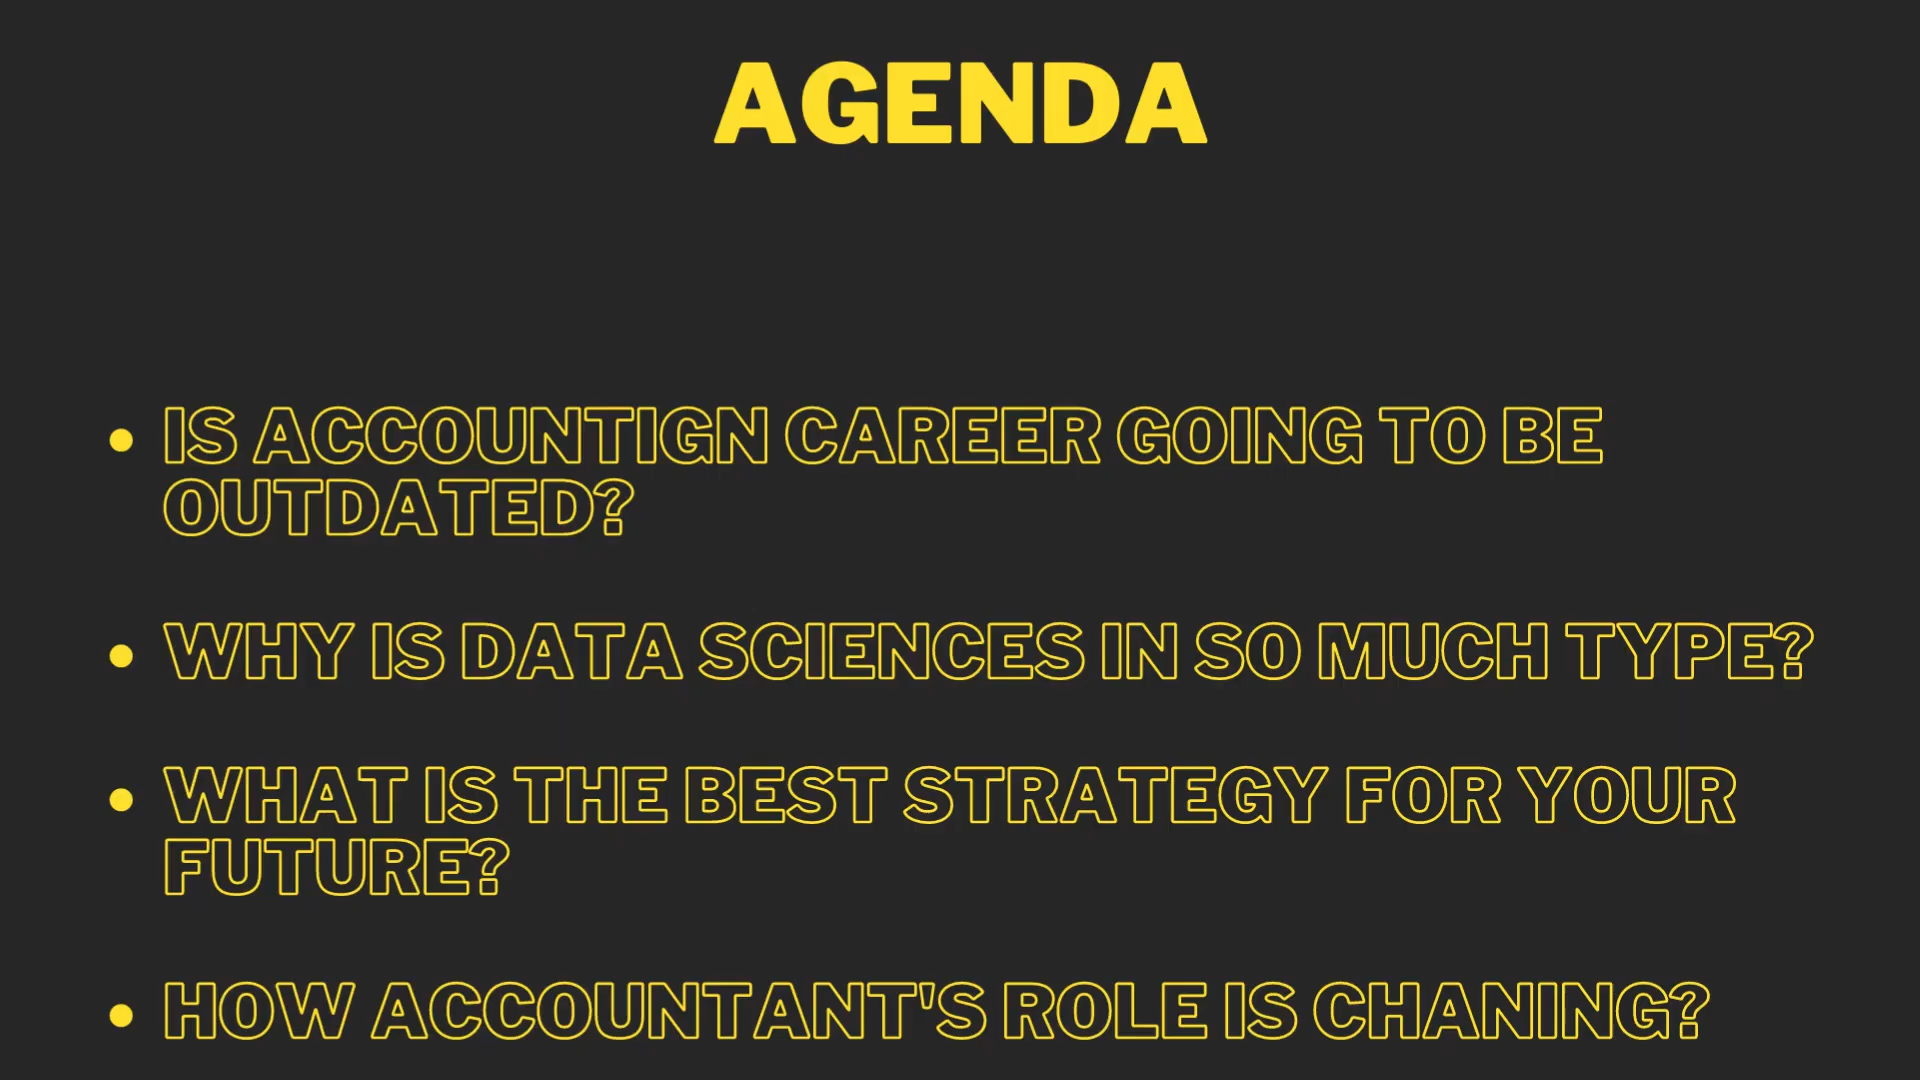 AGENDA
• IS ACCOUNTIGN CAREER GOING TO BE
OUTDATED?
• WHY IS DATA SCIENCES IN SO MUCH TYPE?
• WHAT IS THE BEST STRATEGY FOR YOUR
FUTURE?
• HOW ACCOUNTANT'S ROLE IS CHANING?